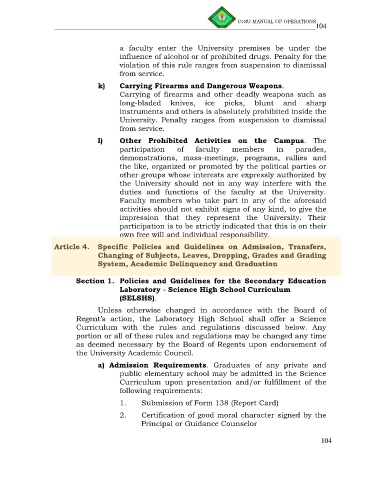 CvSU MANUAL OF OPERATIONS
104
a faculty enter the University premises be under the
influence of alcohol or of prohibited drugs. Penalty for the
violation of this rule ranges from suspension to dismissal
from service.
k) Carrying Firearms and Dangerous Weapons.
Carrying of firearms and other deadly weapons such as
long-bladed knives, ice picks, blunt and sharp
instruments and others is absolutely prohibited inside the
University. Penalty ranges from suspension to dismissal
from service.
l) Other Prohibited Activities on the Campus. The
participation of faculty members in parades,
demonstrations, mass-meetings, programs, rallies and
the like, organized or promoted by the political parties or
other groups whose interests are expressly authorized by
the University should not in any way interfere with the
duties and functions of the faculty at the University.
Faculty members who take part in any of the aforesaid
activities should not exhibit signs of any kind, to give the
impression that they represent the University. Their
participation is to be strictly indicated that this is on their
own free will and individual responsibility.
Article 4. Specific Policies and Guidelines on Admission, Transfers,
Changing of Subjects, Leaves, Dropping, Grades and Grading
System, Academic Delinquency and Graduation
Section 1. Policies and Guidelines for the Secondary Education
Laboratory - Science High School Curriculum
(SELSHS).
Unless otherwise changed in accordance with the Board of
Regent's action, the Laboratory High School shall offer a Science
Curriculum with the rules and regulations discussed below. Any
portion or all of these rules and regulations may be changed any time
as deemed necessary by the Board of Regents upon endorsement of
the University Academic Council.
a) Admission Requirements. Graduates of any private and
public elementary school may be admitted in the Science
Curriculum upon presentation and/or fulfillment of the
following requirements:
1. Submission of Form 138 (Report Card)
2. Certification of good moral character signed by the
Principal or Guidance Counselor
104